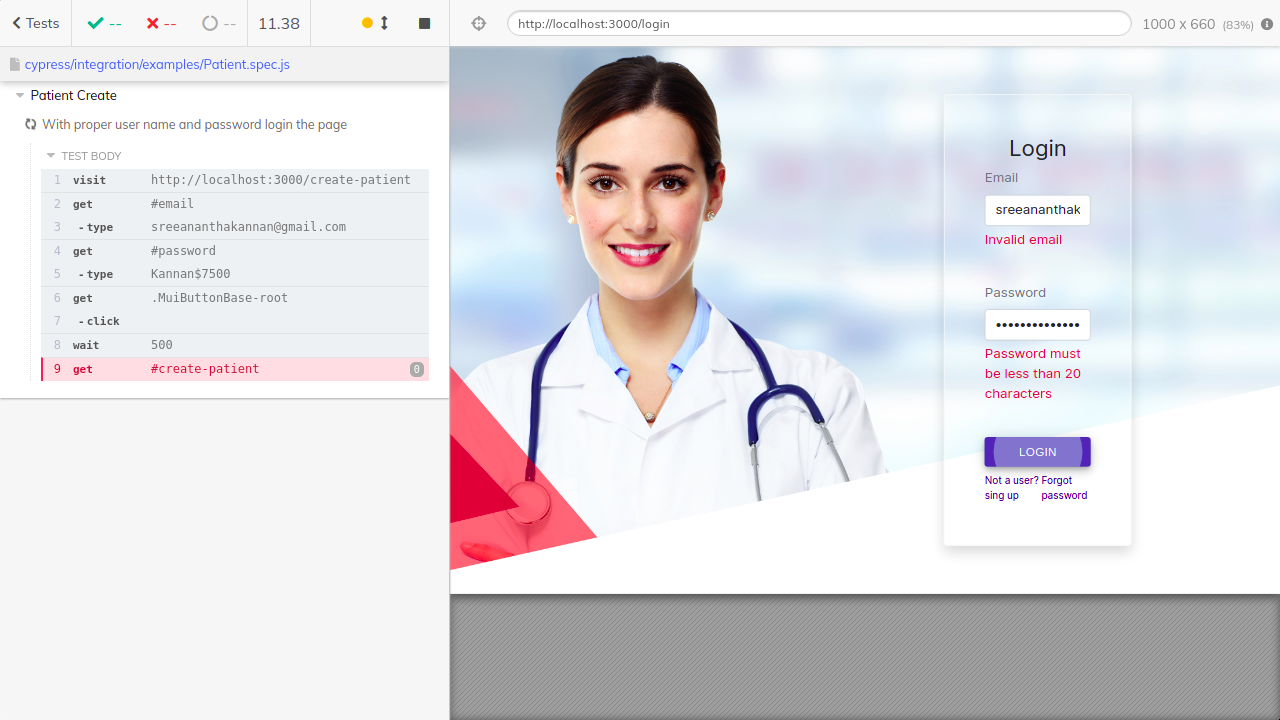 Tests -- -- -- 11.38
http://localhost:3000/login 1000 x 660 (83%)
cypress/integration/examples/Patient.spec.js
Patient Create
With proper user name and password login the page
TEST BODY
1 visit http://localhost:3000/create-patient
2 get #email
3 -type sreeananthakannan@gmail.com
4 get #password
5 -type Kannan$7500
6 get .MuiButtonBase-root
7 -click
8 wait 500
9 get #create-patient 0
Login
Email
sreeananthak
Invalid email
Password
••••••••••••••
Password must
be less than 20
characters
LOGIN
Not a user? Forgot
sing up password